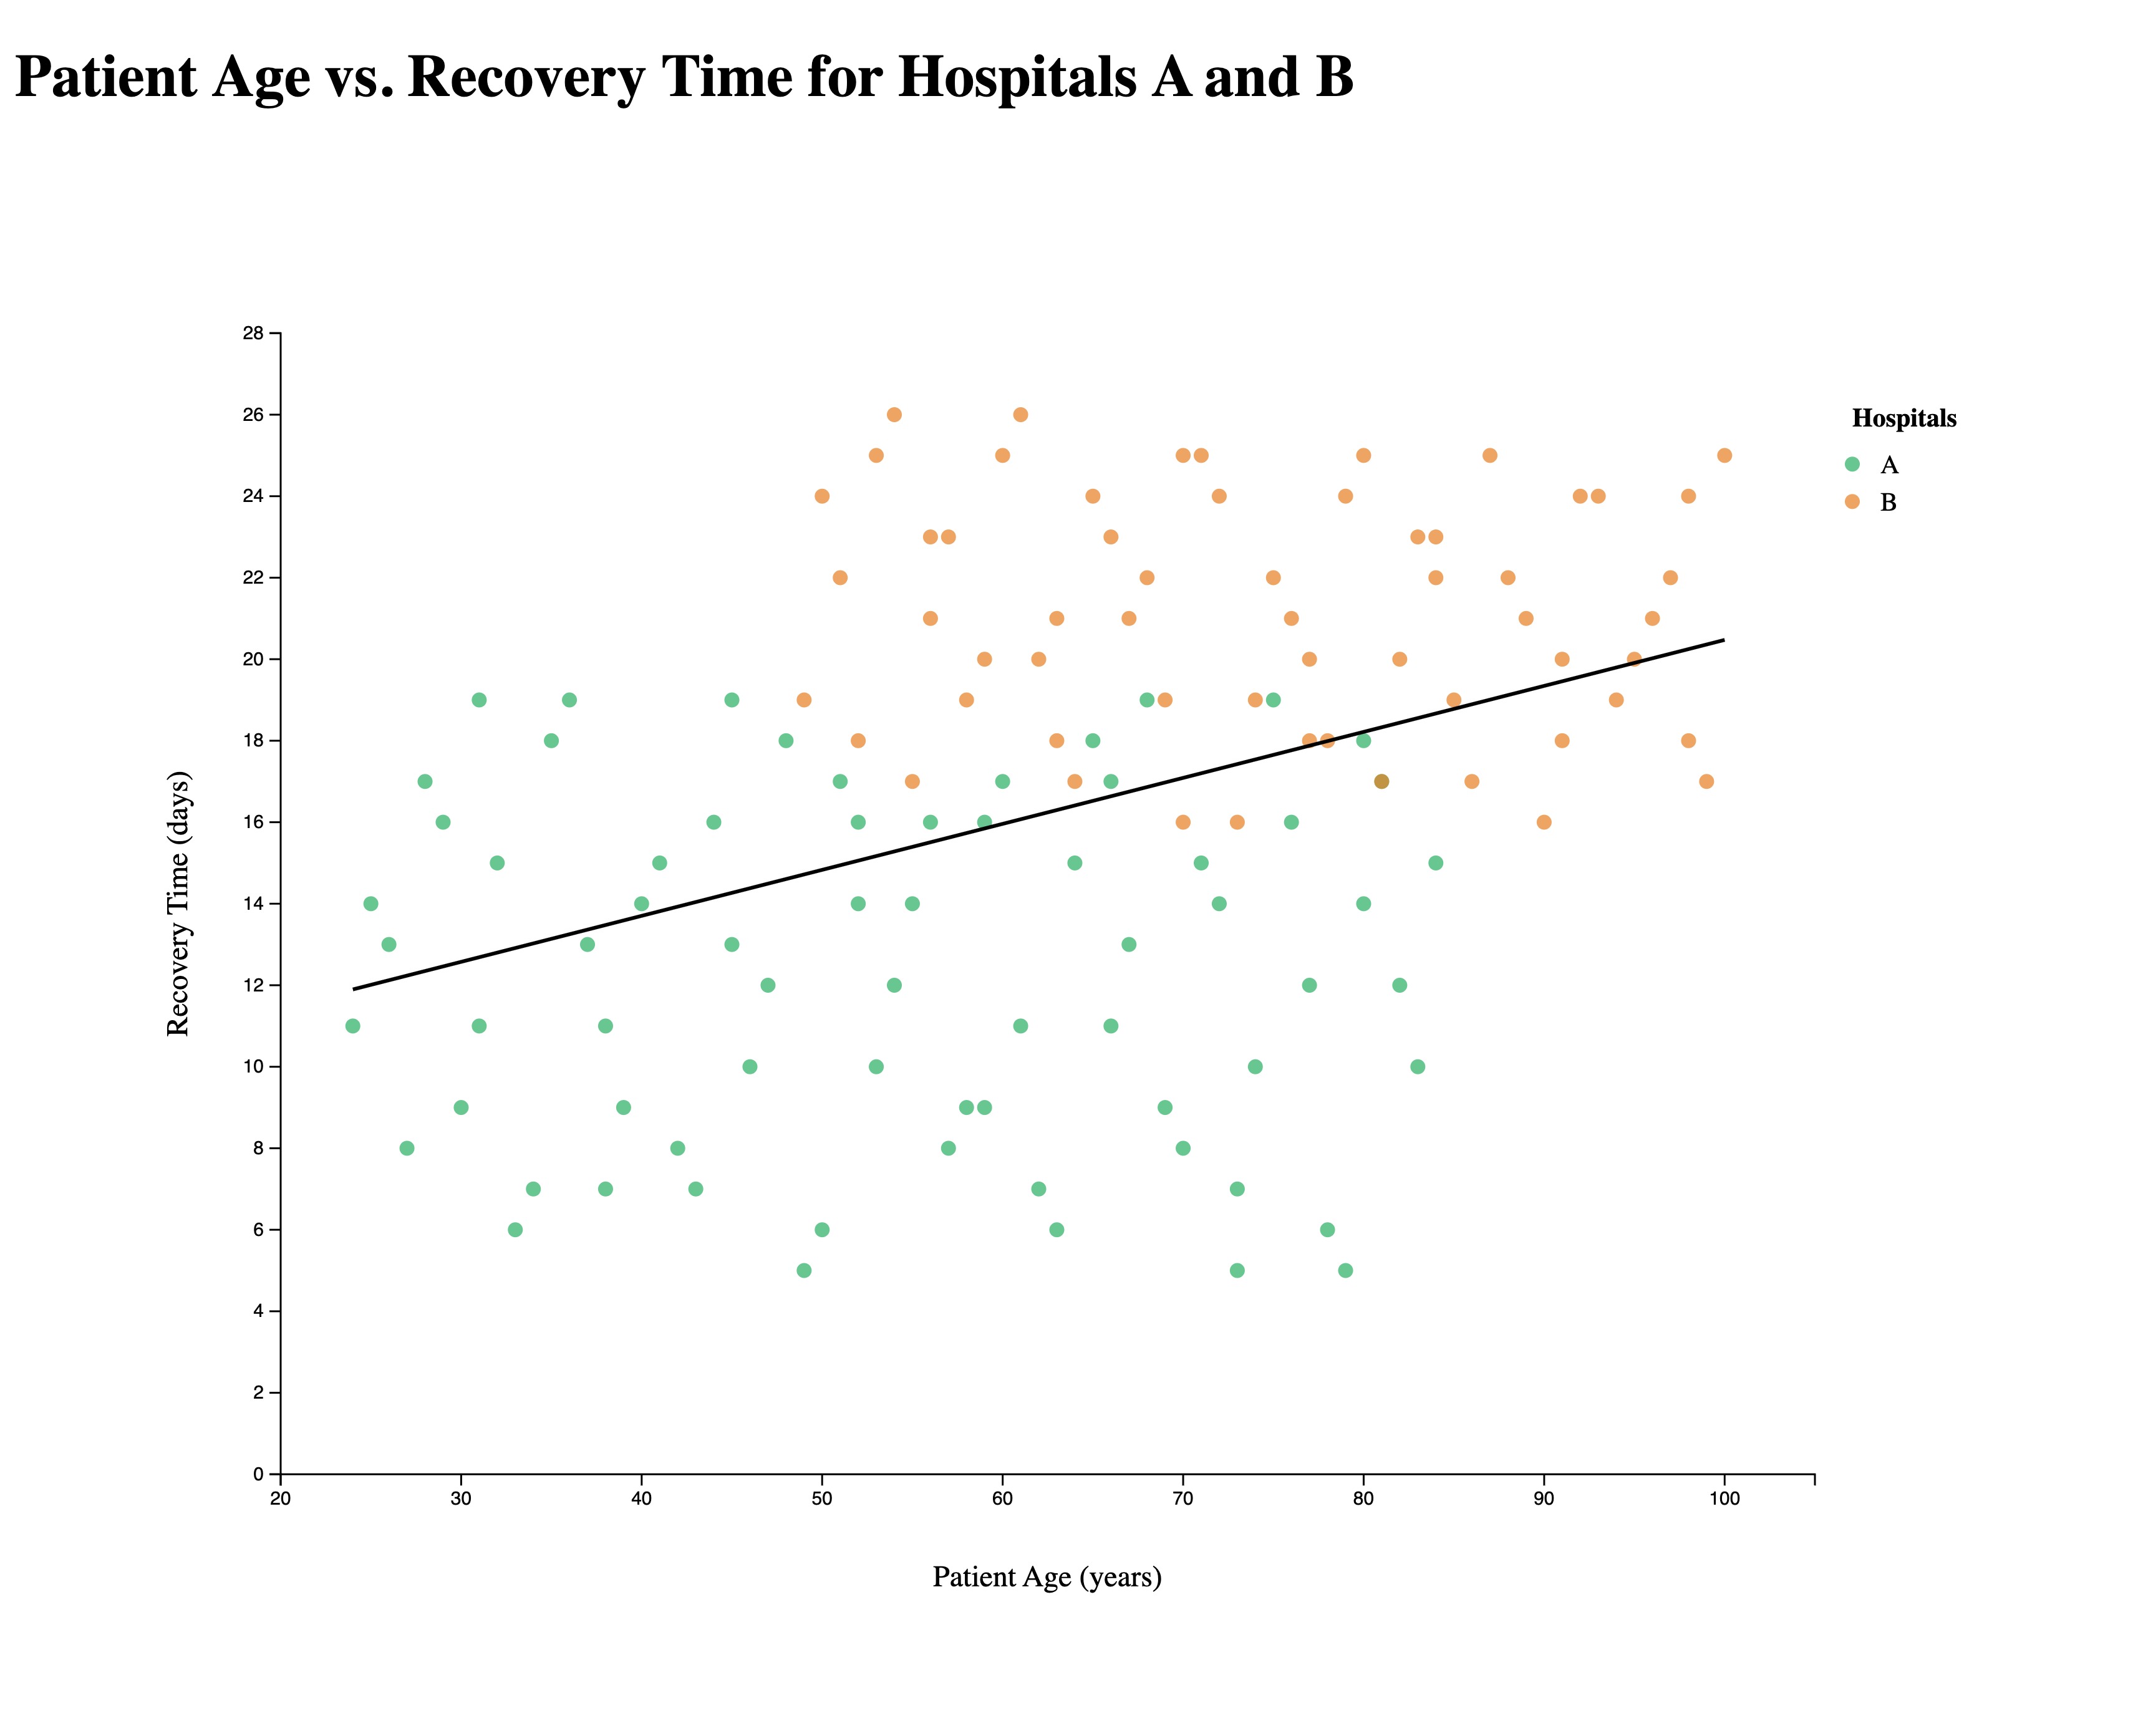 Patient Age vs. Recovery Time for Hospitals A and B
28
26
24
22
20
18
16
14
12
10
8
6
4
2
0
Recovery Time (days)
20 30 40 50 60 70 80 90 100
Patient Age (years)
Hospitals
A
B